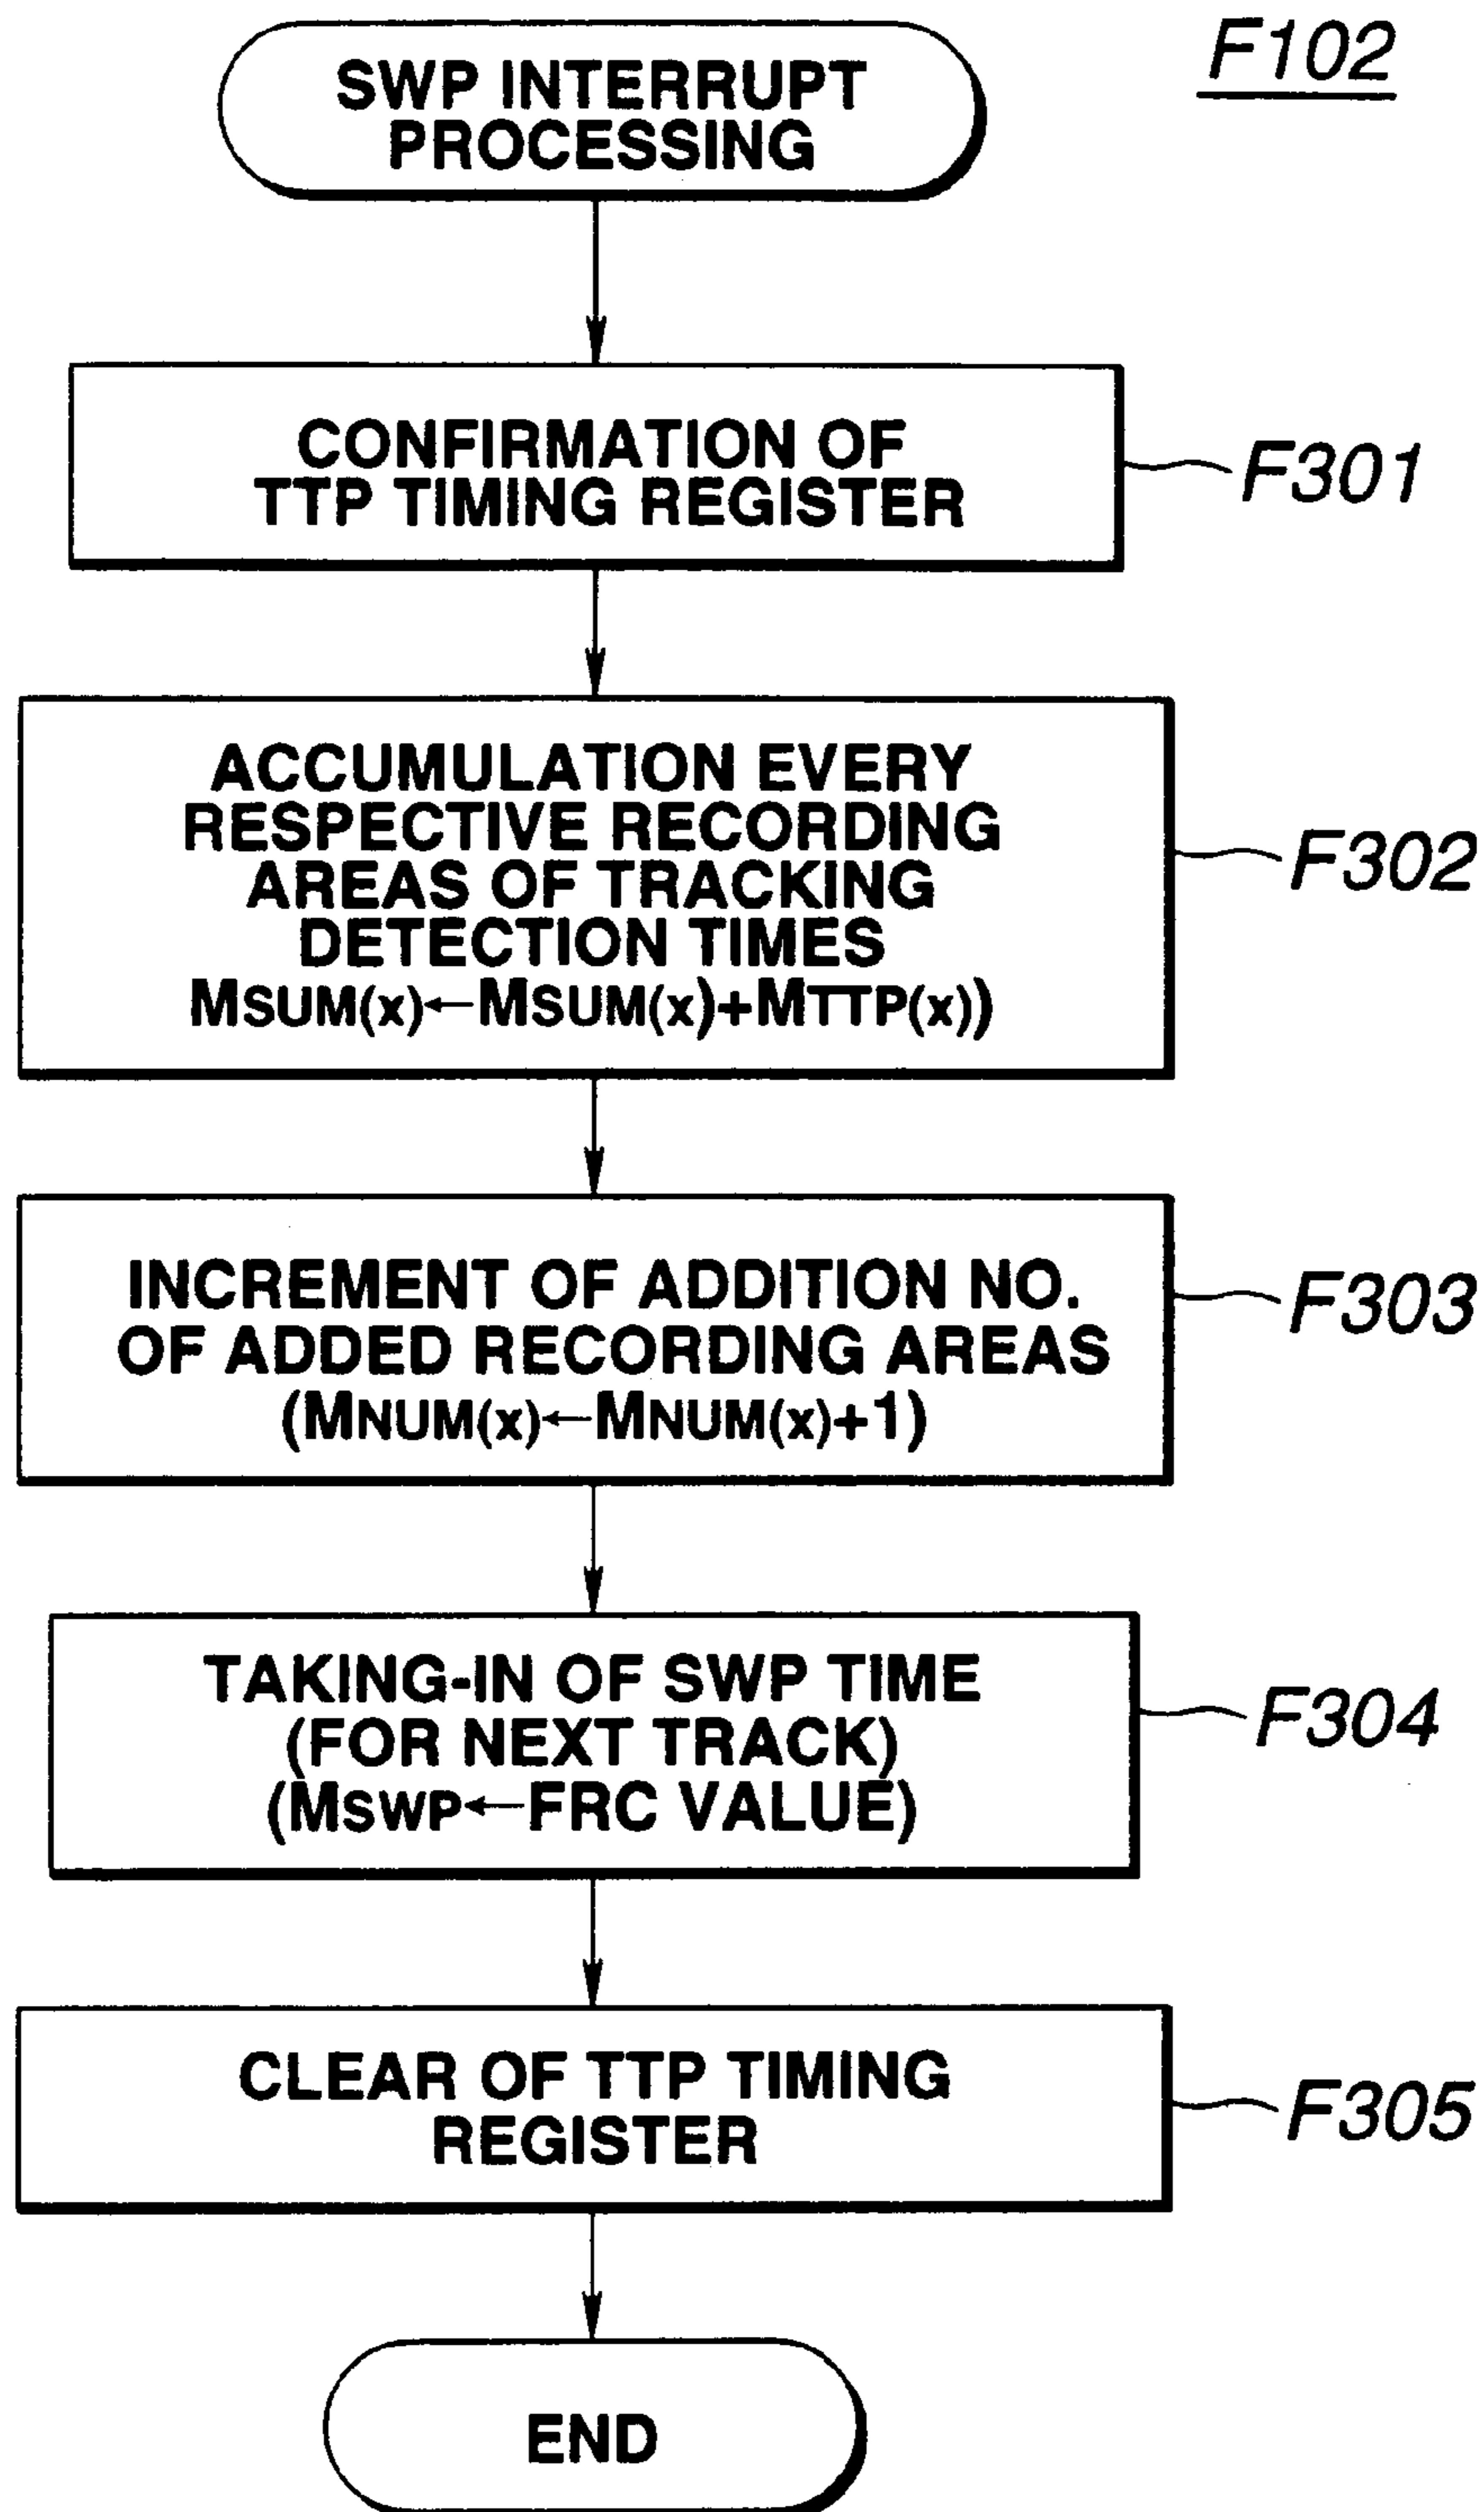 F102
SWP INTERRUPT
PROCESSING
CONFIRMATION OF
TTP TIMING REGISTER
F301
ACCUMULATION EVERY
RESPECTIVE RECORDING
AREAS OF TRACKING
DETECTION TIMES
MSUM(x)←MSUM(x)+MTTP(x))
F302
INCREMENT OF ADDITION NO.
OF ADDED RECORDING AREAS
(MNUM(x)←MNUM(x)+1)
F303
TAKING-IN OF SWP TIME
(FOR NEXT TRACK)
(MSWP←FRC VALUE)
F304
CLEAR OF TTP TIMING
REGISTER
F305
END